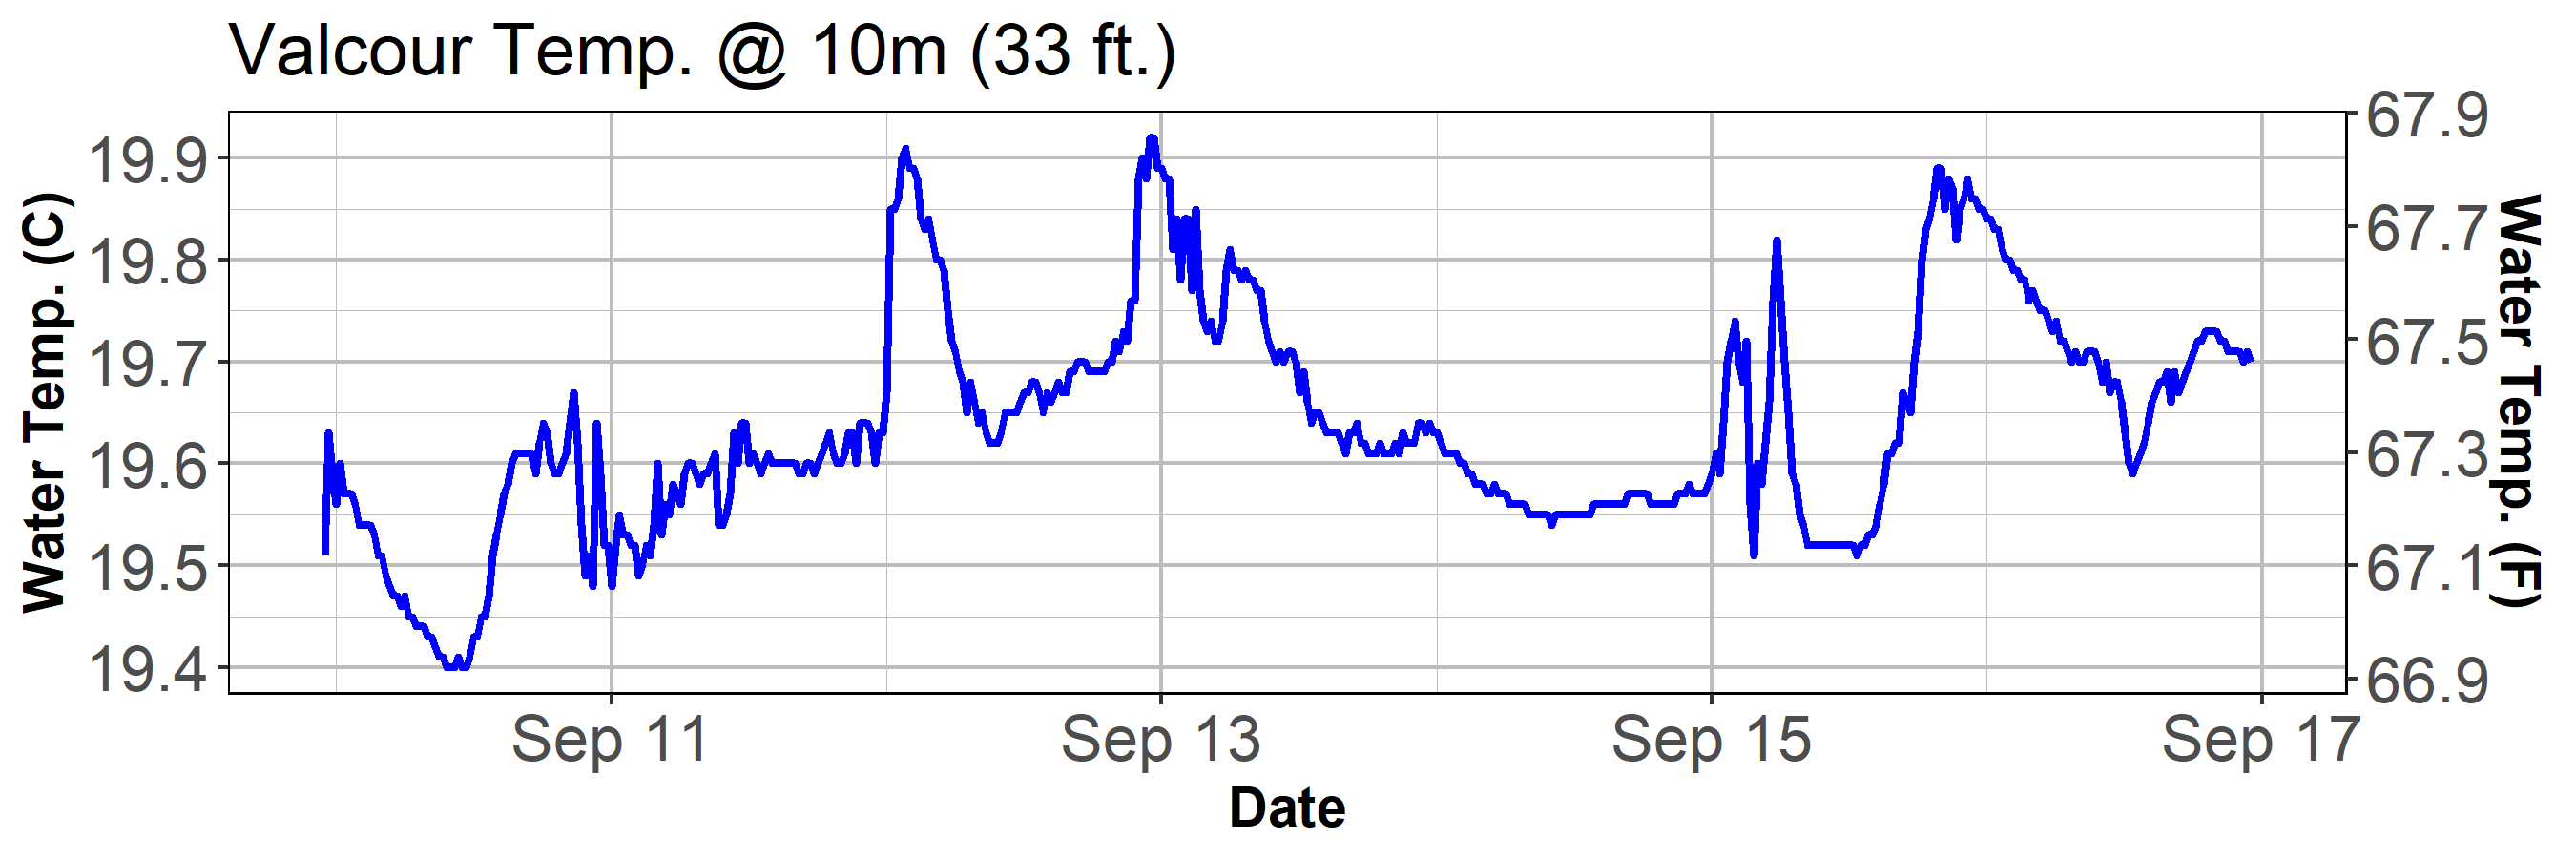 Valcour Temp. @ 10m (33 ft.)
Water Temp. (C)
19.9
19.8
19.7
19.6
19.5
19.4
67.9
67.7
67.5
67.3
67.1
66.9
Water Temp. (F)
Sep 11
Sep 13
Sep 15
Sep 17
Date